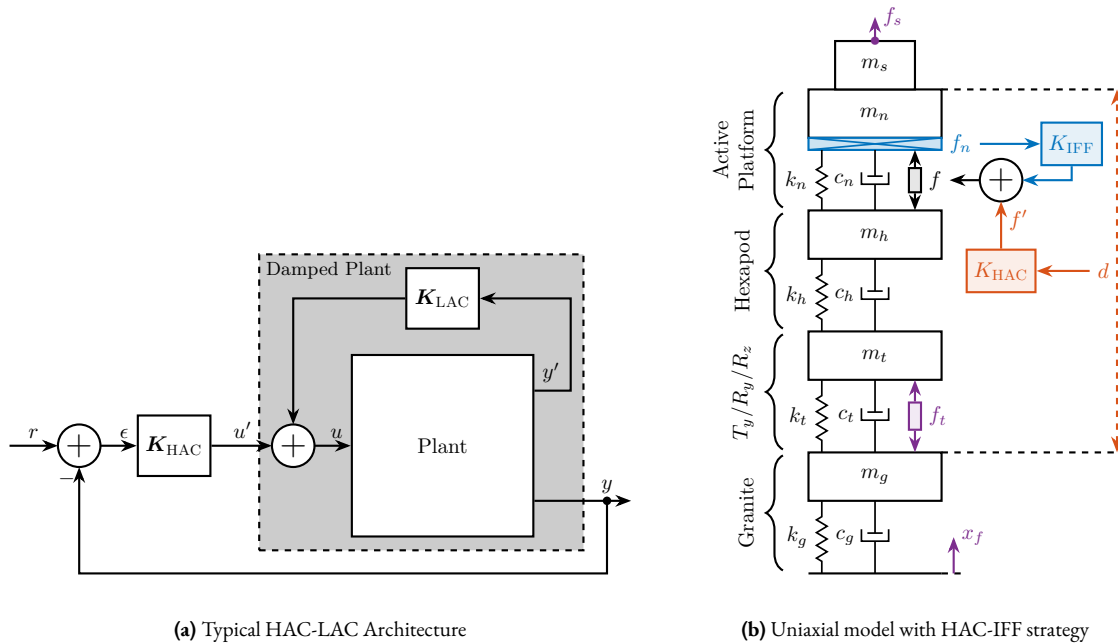 Damped Plant
K_LAC
y′
r
+
−
ϵ
K_HAC
u′
+
u
Plant
y
(a) Typical HAC-LAC Architecture
f_s
m_s
Active
Platform
m_n
f_n
K_IFF
k_n
c_n
f
+
f′
Hexapod
m_h
K_HAC
d
k_h
c_h
T_y/R_y/R_z
m_t
k_t
c_t
f_t
Granite
m_g
k_g
c_g
x_f
(b) Uniaxial model with HAC-IFF strategy